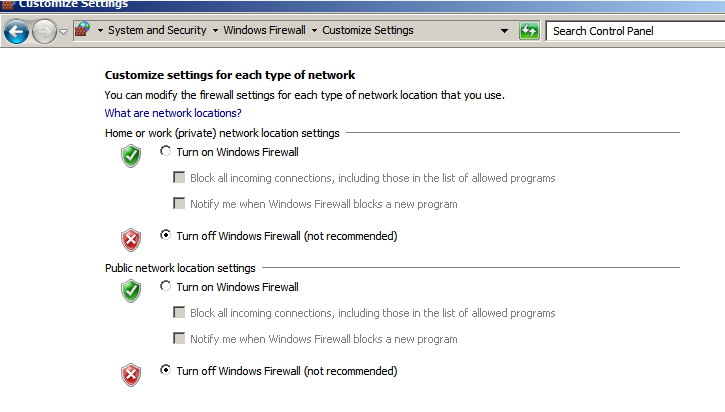 Customize Settings
System and Security Windows Firewall Customize Settings Search Control Panel
Customize settings for each type of network
You can modify the firewall settings for each type of network location that you use.
What are network locations?
Home or work (private) network location settings
Turn on Windows Firewall
Block all incoming connections, including those in the list of allowed programs
Notify me when Windows Firewall blocks a new program
Turn off Windows Firewall (not recommended)
Public network location settings
Turn on Windows Firewall
Block all incoming connections, including those in the list of allowed programs
Notify me when Windows Firewall blocks a new program
Turn off Windows Firewall (not recommended)